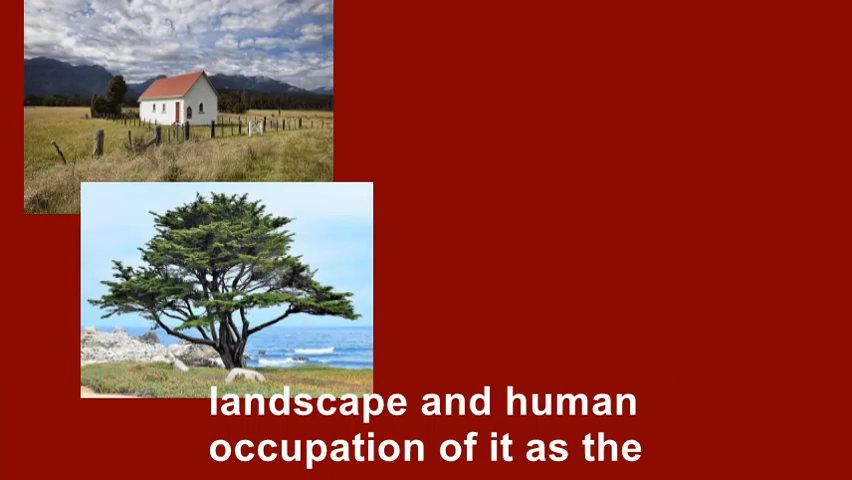 landscape and human
occupation of it as the